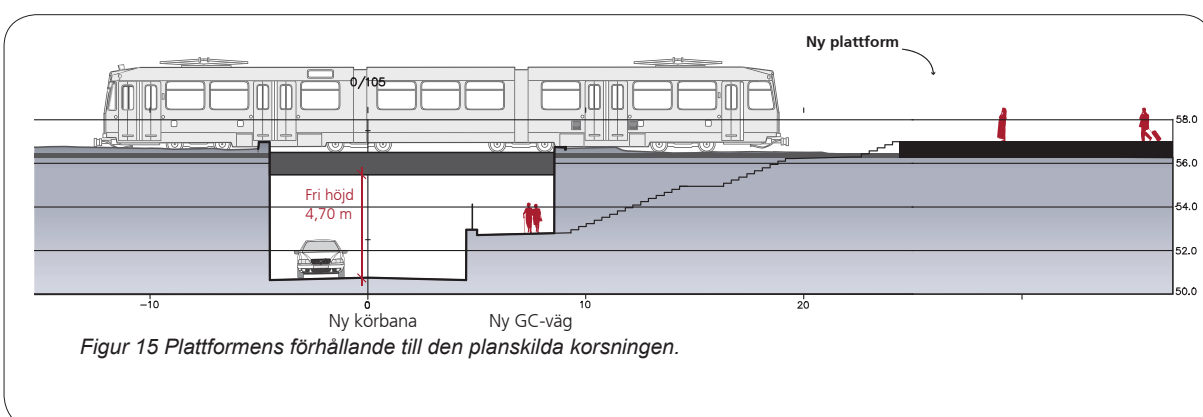 Ny plattform
0/105
58.0
56.0
Fri höjd
4,70 m
54.0
52.0
50.0
–10
0
10
20
Ny körbana
Ny GC-väg
Figur 15 Plattformens förhållande till den planskilda korsningen.